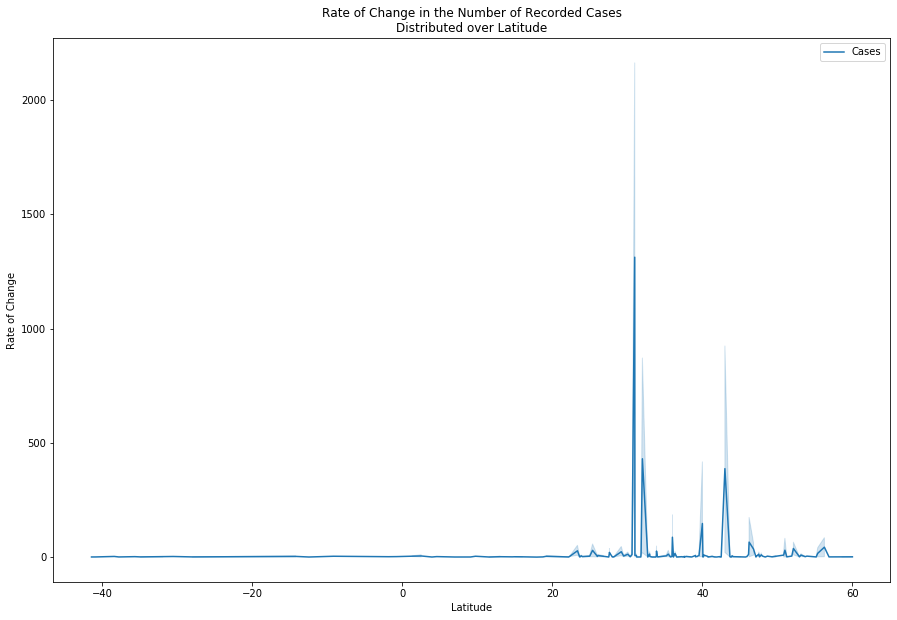 Rate of Change in the Number of Recorded Cases
Distributed over Latitude
Cases
2000
1500
1000
500
0
Rate of Change
−40
−20
0
20
40
60
Latitude